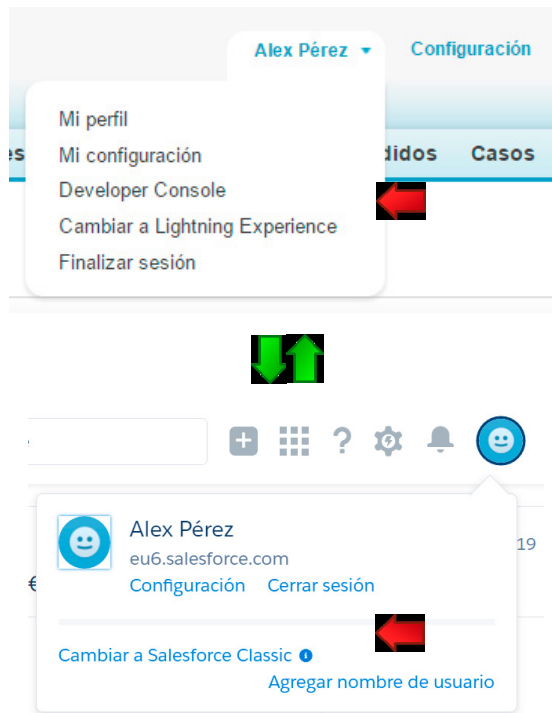 Alex Pérez Configuración
Mi perfil
Mi configuración
Developer Console
Cambiar a Lightning Experience
Finalizar sesión
es didos Casos
?
Alex Pérez
eu6.salesforce.com
Configuración Cerrar sesión
19
€
Cambiar a Salesforce Classic
Agregar nombre de usuario